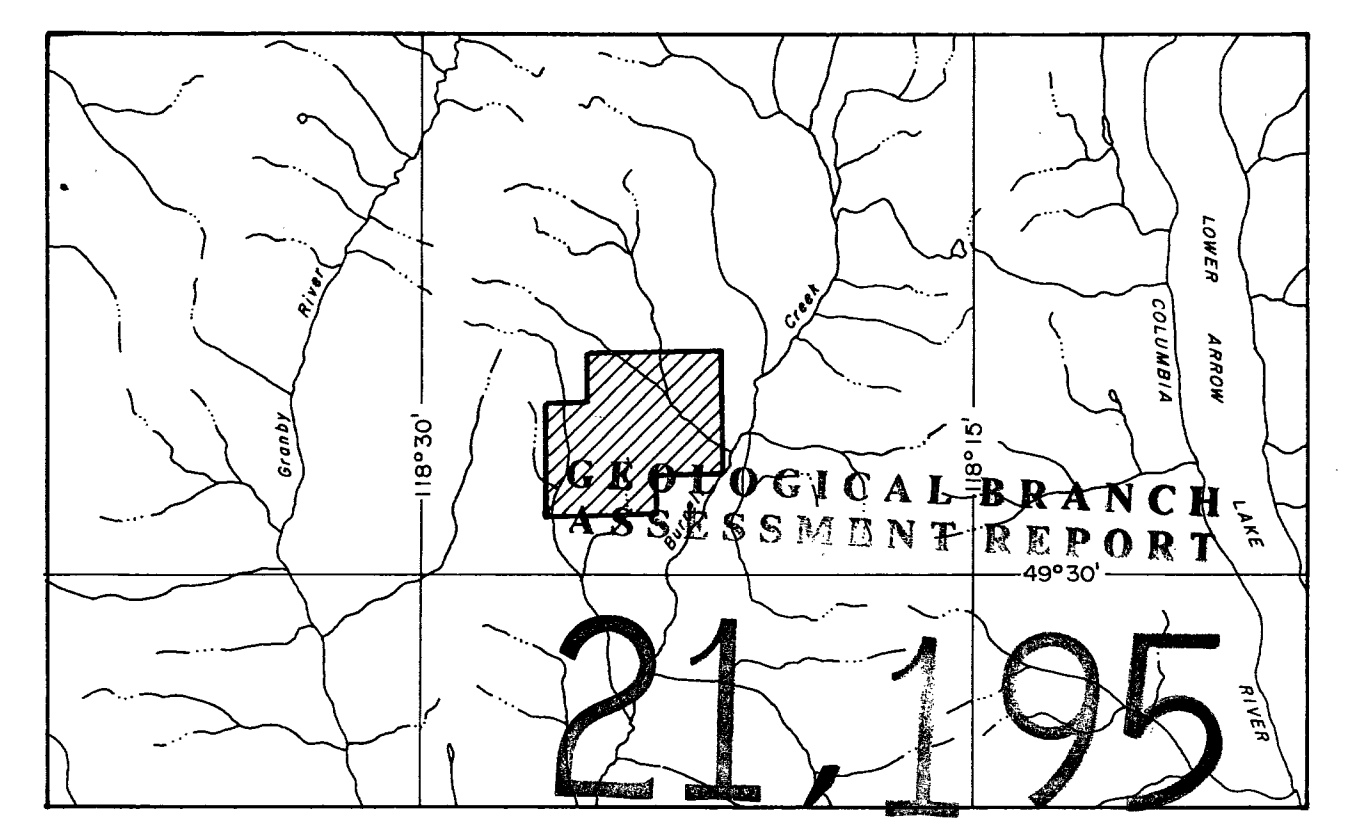 LOWER
River
Creek
COLUMBIA
ARROW
Granby
118°30'
118°15'
GEOLOGICAL BRANCH
ASSESSMENT REPORT
LAKE
49°30'
21,195
RIVER